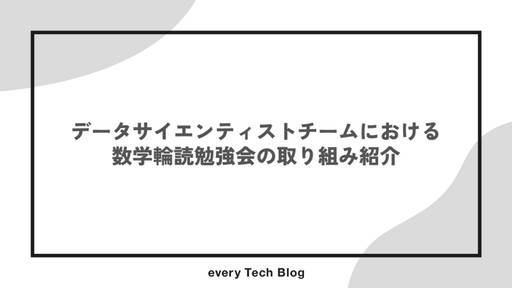 データサイエンティストチームにおける
数学輪読勉強会の取り組み紹介
every Tech Blog